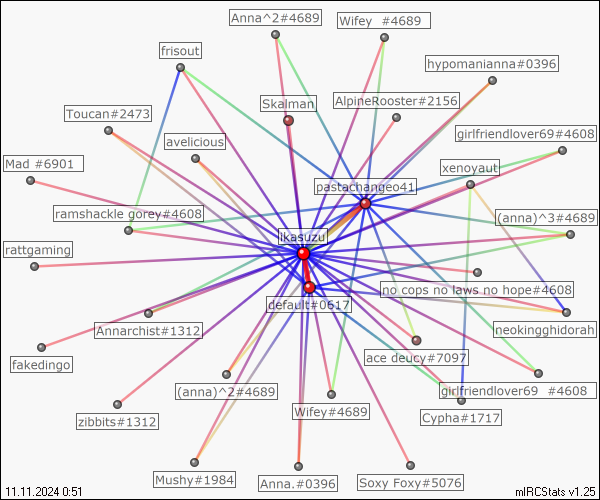 Anna^2#4689
Wifey  #4689
frisout
hypomanianna#0396
Skalman
AlpineRooster#2156
Toucan#2473
girlfriendlover69#4608
avelicious
Mad #6901
xenoyaut
pastachangeo41
ramshackle gorey#4608
(anna)^3#4689
ikasuzu
rattgaming
no cops no laws no hope#4608
default#0617
Annarchist#1312
neokingghidorah
ace deucy#7097
fakedingo
(anna)^2#4689
girlfriendlover69  #4608
Wifey#4689
Cypha#1717
zibbits#1312
Mushy#1984
Anna.#0396
Soxy Foxy#5076
11.11.2024 0:51
mIRCStats v1.25